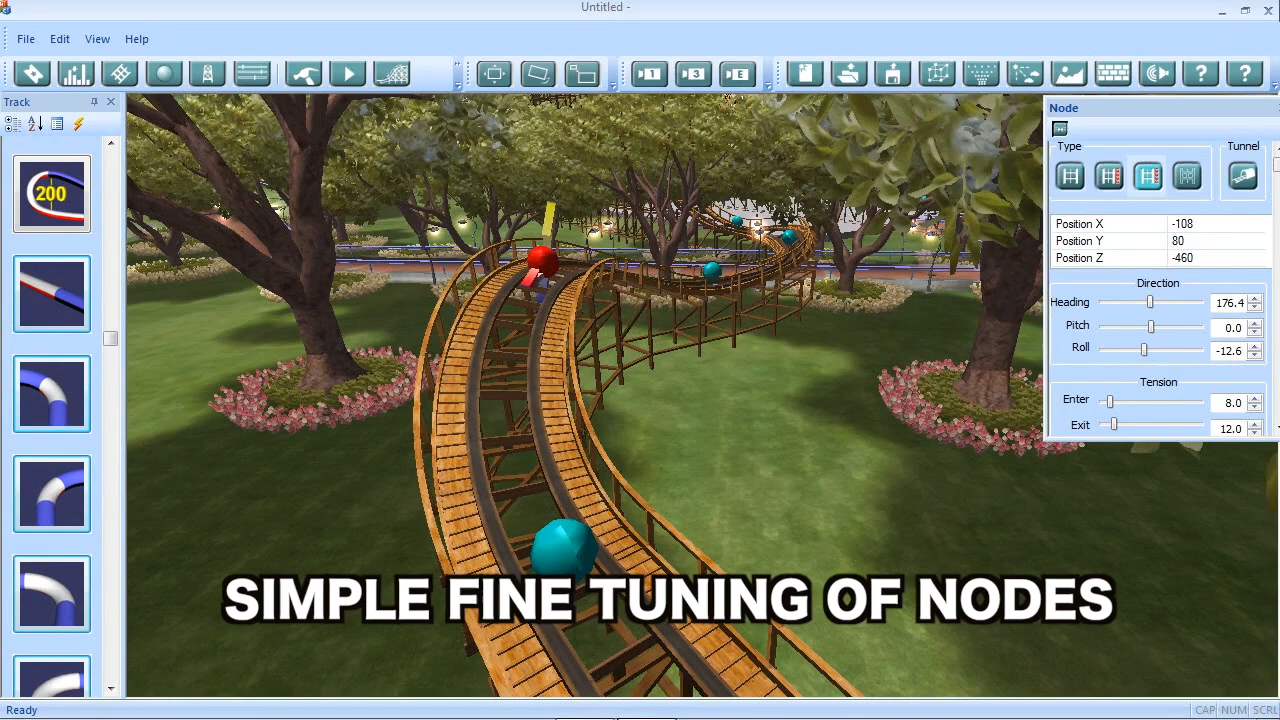 Untitled -
File Edit View Help
1 3 E ? ?
Track
A Z
200
Node
Type
Tunnel
Position X -108
Position Y 80
Position Z -460
Direction
Heading 176.4
Pitch 0.0
Roll -12.6
Tension
Enter 8.0
Exit 12.0
SIMPLE FINE TUNING OF NODES
Ready
CAP NUM SCRL